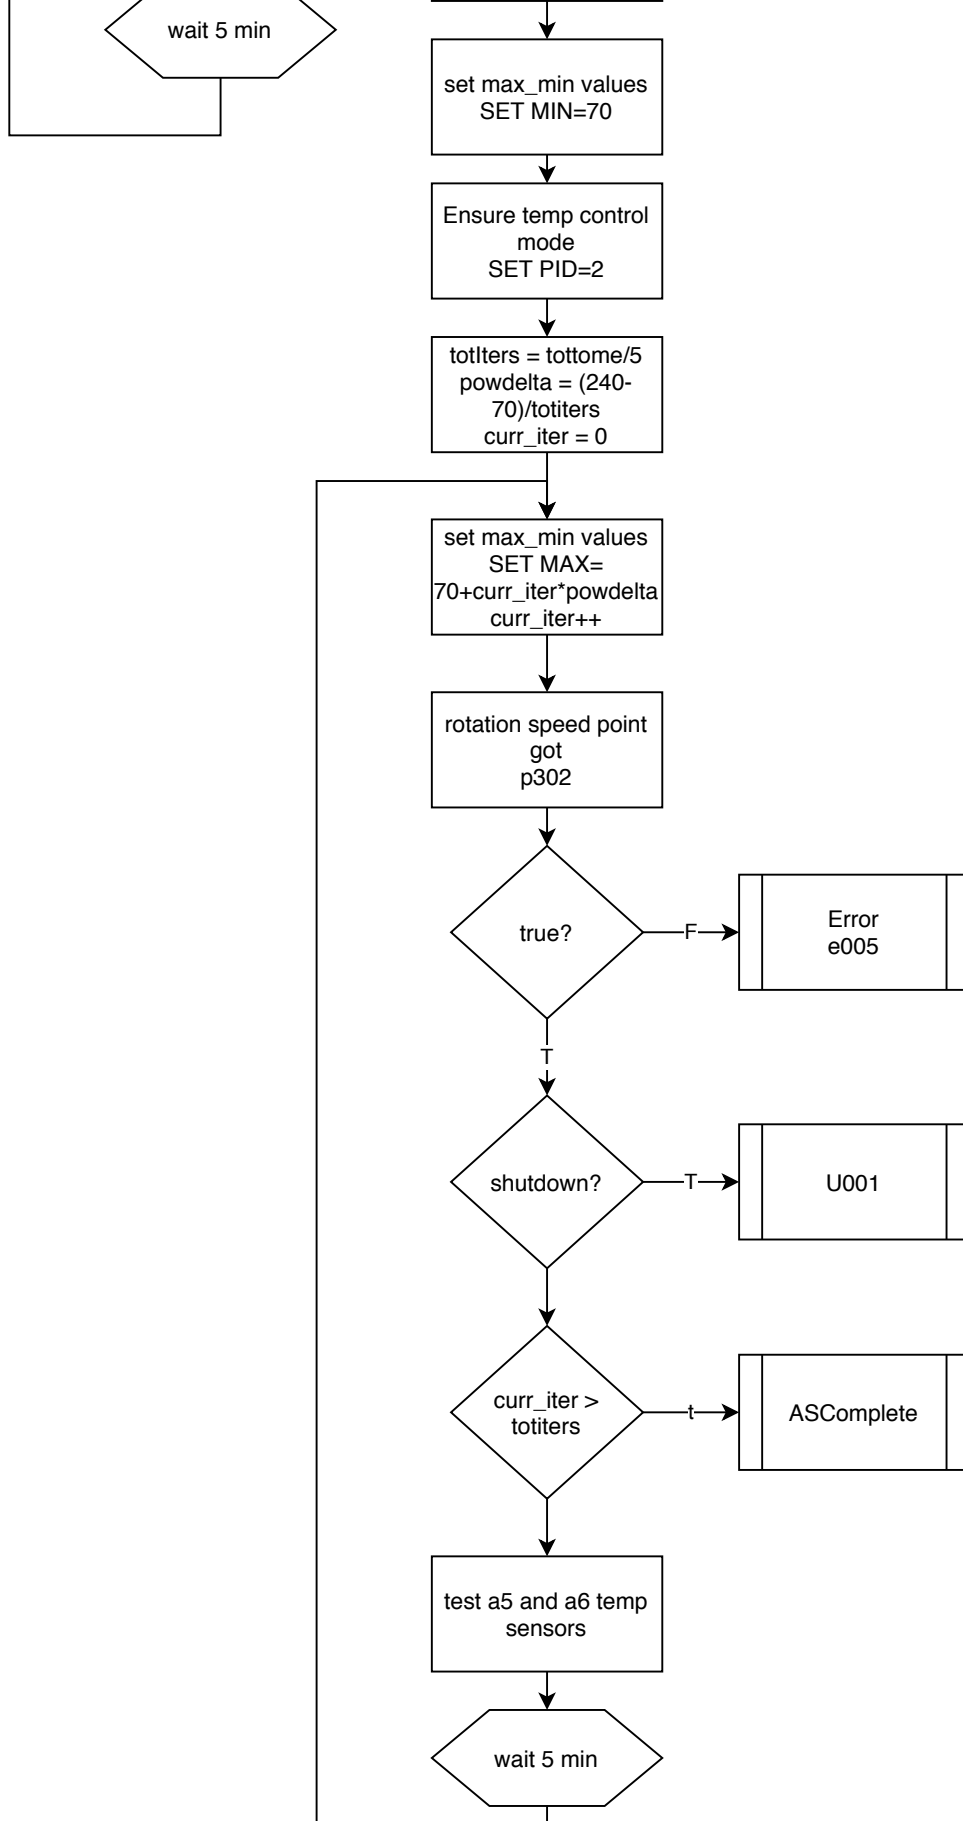 wait 5 min
set max_min values
SET MIN=70
Ensure temp control
mode
SET PID=2
totIters = tottome/5
powdelta = (240-
70)/totiters
curr_iter = 0
set max_min values
SET MAX=
70+curr_iter*powdelta
curr_iter++
rotation speed point
got
p302
true?
F
Error
e005
T
shutdown?
T
U001
curr_iter >
totiters
t
ASComplete
test a5 and a6 temp
sensors
wait 5 min